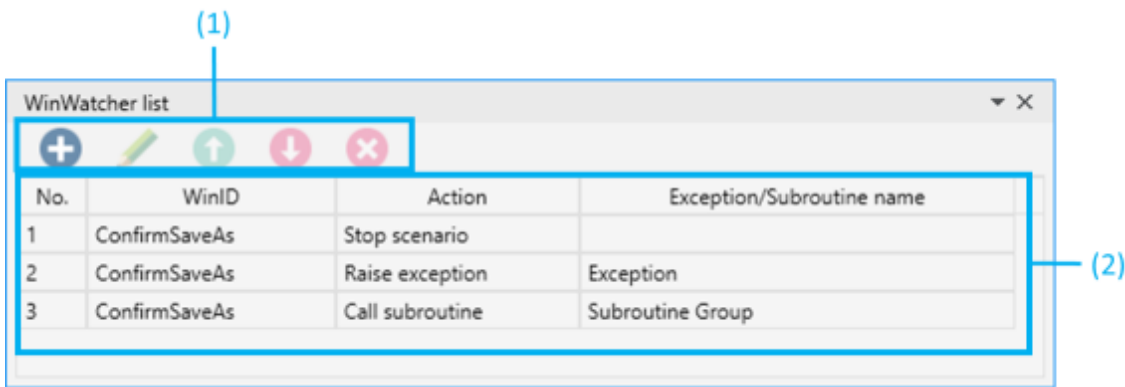 (1)
WinWatcher list
No. WinID Action Exception/Subroutine name
1 ConfirmSaveAs Stop scenario
2 ConfirmSaveAs Raise exception Exception
(2)
3 ConfirmSaveAs Call subroutine Subroutine Group